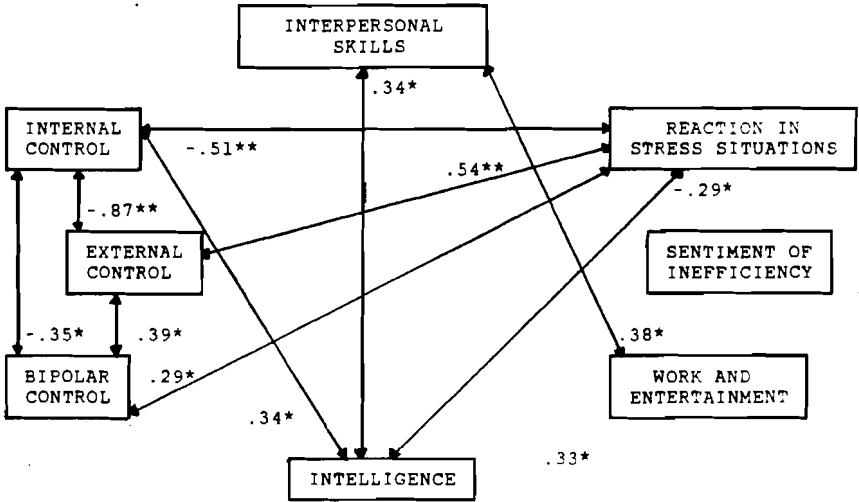 INTERPERSONAL
SKILLS
.34*
INTERNAL
CONTROL
REACTION IN
STRESS SITUATIONS
-.51**
.54**
-.29*
-.87**
EXTERNAL
CONTROL
SENTIMENT OF
INEFFICIENCY
-.35*
.39*
.38*
BIPOLAR
CONTROL
.29*
WORK AND
ENTERTAINMENT
.34*
.33*
INTELLIGENCE